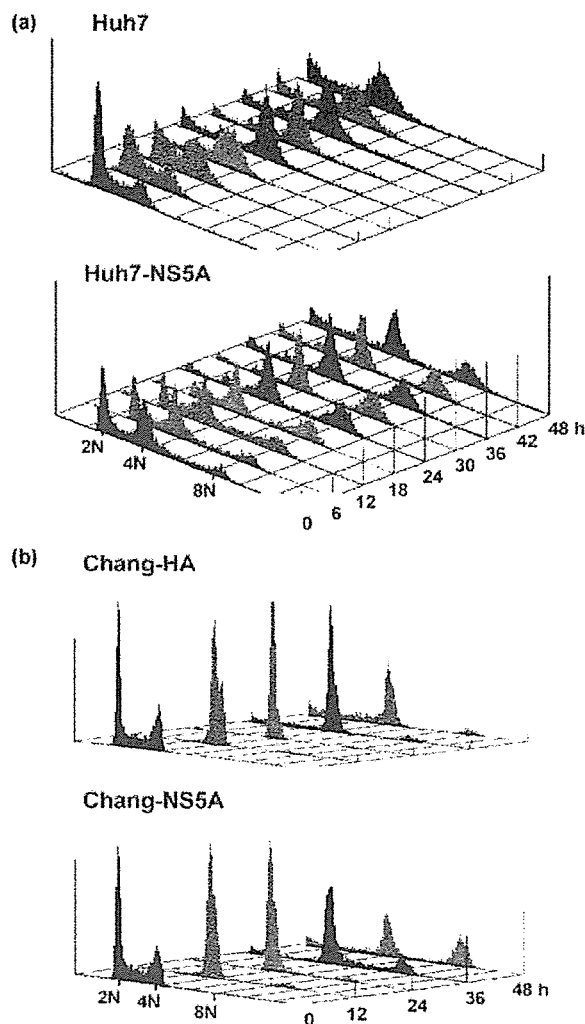 (a) Huh7
Huh7-NS5A
2N 4N 8N
0 6 12 18 24 30 36 42 48 h
(b) Chang-HA
Chang-NS5A
2N 4N 8N
0 12 24 36 48 h